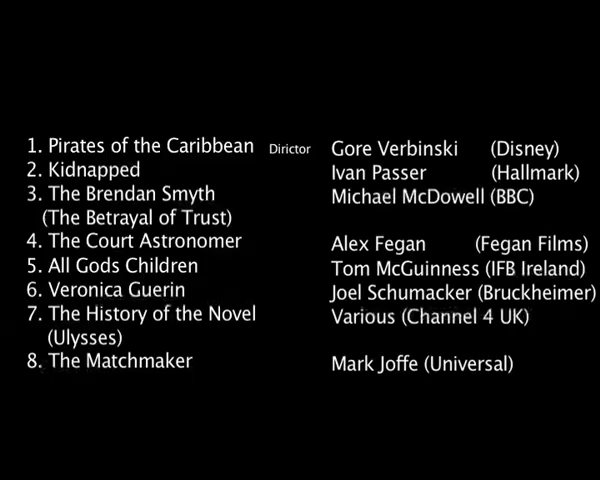 1. Pirates of the Caribbean Dirictor Gore Verbinski (Disney)
2. Kidnapped Ivan Passer (Hallmark)
3. The Brendan Smyth Michael McDowell (BBC)
(The Betrayal of Trust)
4. The Court Astronomer Alex Fegan (Fegan Films)
5. All Gods Children Tom McGuinness (IFB Ireland)
6. Veronica Guerin Joel Schumacker (Bruckheimer)
7. The History of the Novel Various (Channel 4 UK)
(Ulysses)
8. The Matchmaker Mark Joffe (Universal)